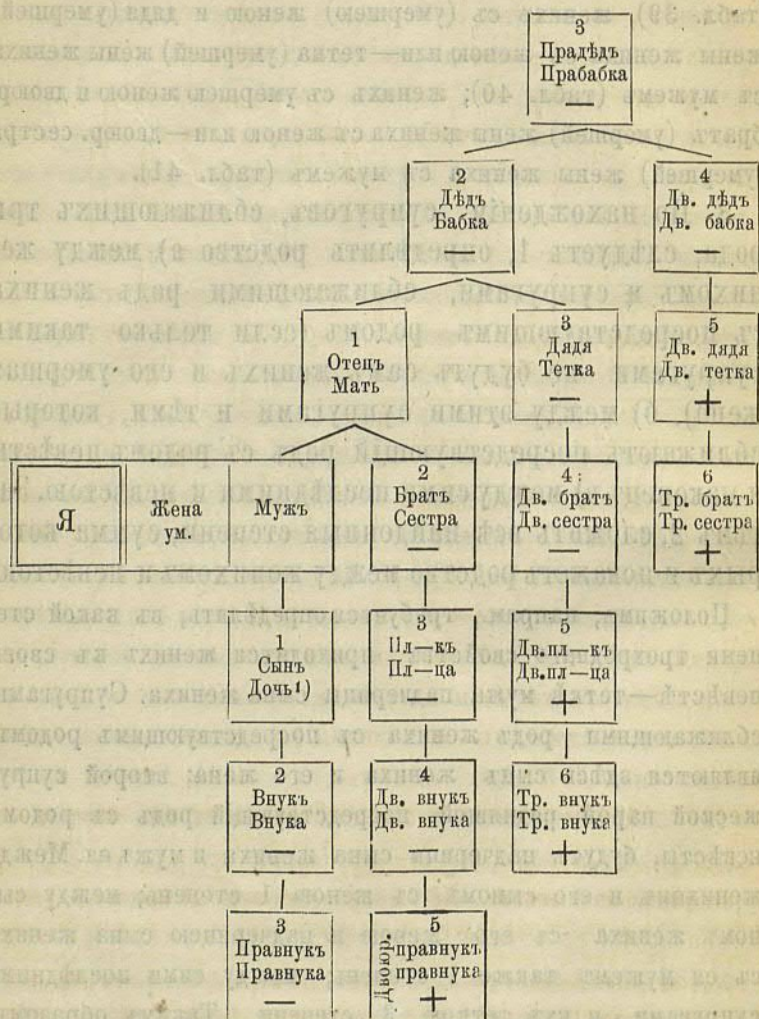 3
Прадѣдъ
Прабабка
—
2
Дѣдъ
Бабка
—
4
Дв. дѣдъ
Дв. бабка
—
1
Отецъ
Мать
3
Дядя
Тетка
—
5
Дв. дядя
Дв. тетка
+
Я
Жена
ум.
Мужъ
2
Братъ
Сестра
—
4
Дв. братъ
Дв. сестра
—
6
Тр. братъ
Тр. сестра
+
1
Сынъ
Дочь¹)
3
Пл—къ
Пл—ца
—
5
Дв. пл—къ
Дв. пл—ца
+
2
Внукъ
Внука
—
4
Дв. внукъ
Дв. внука
—
6
Тр. внукъ
Тр. внука
+
3
Правнукъ
Правнука
—
5
Двоюр.
правнукъ
правнука
+